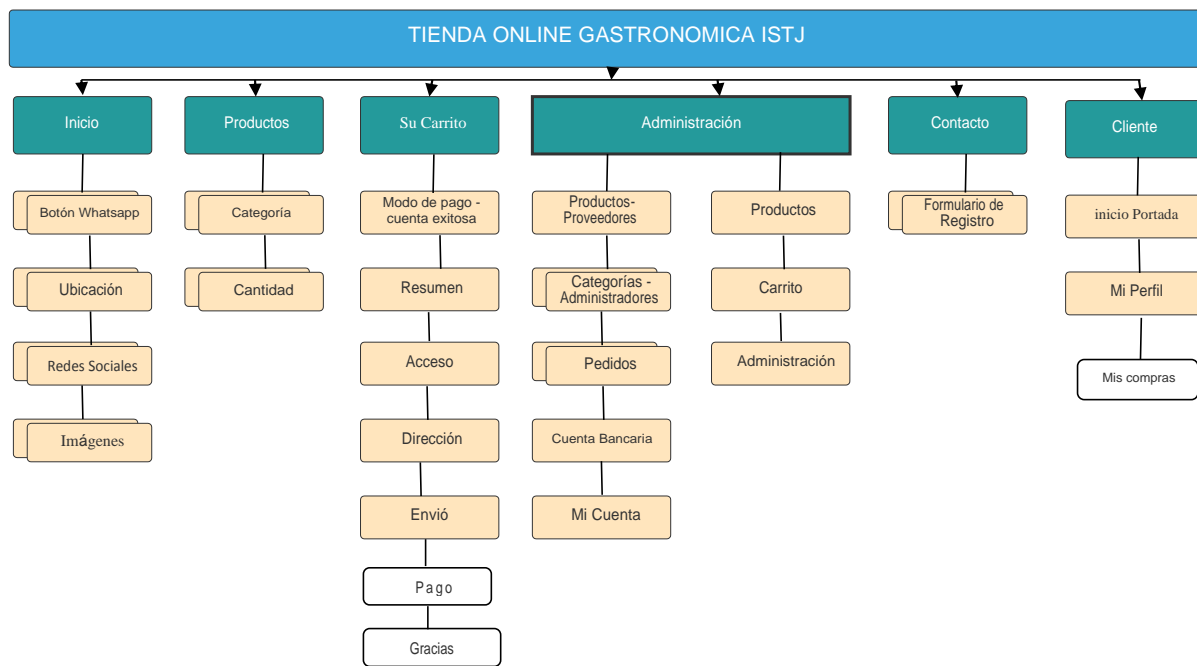 TIENDA ONLINE GASTRONOMICA ISTJ
Inicio
Productos
Su Carrito
Administración
Contacto
Cliente
Botón Whatsapp
Ubicación
Redes Sociales
Imágenes
Categoría
Cantidad
Modo de pago -
cuenta exitosa
Resumen
Acceso
Dirección
Envió
Pago
Gracias
Productos-
Proveedores
Categorías -
Administradores
Pedidos
Cuenta Bancaria
Mi Cuenta
Productos
Carrito
Administración
Formulario de
Registro
inicio Portada
Mi Perfil
Mis compras